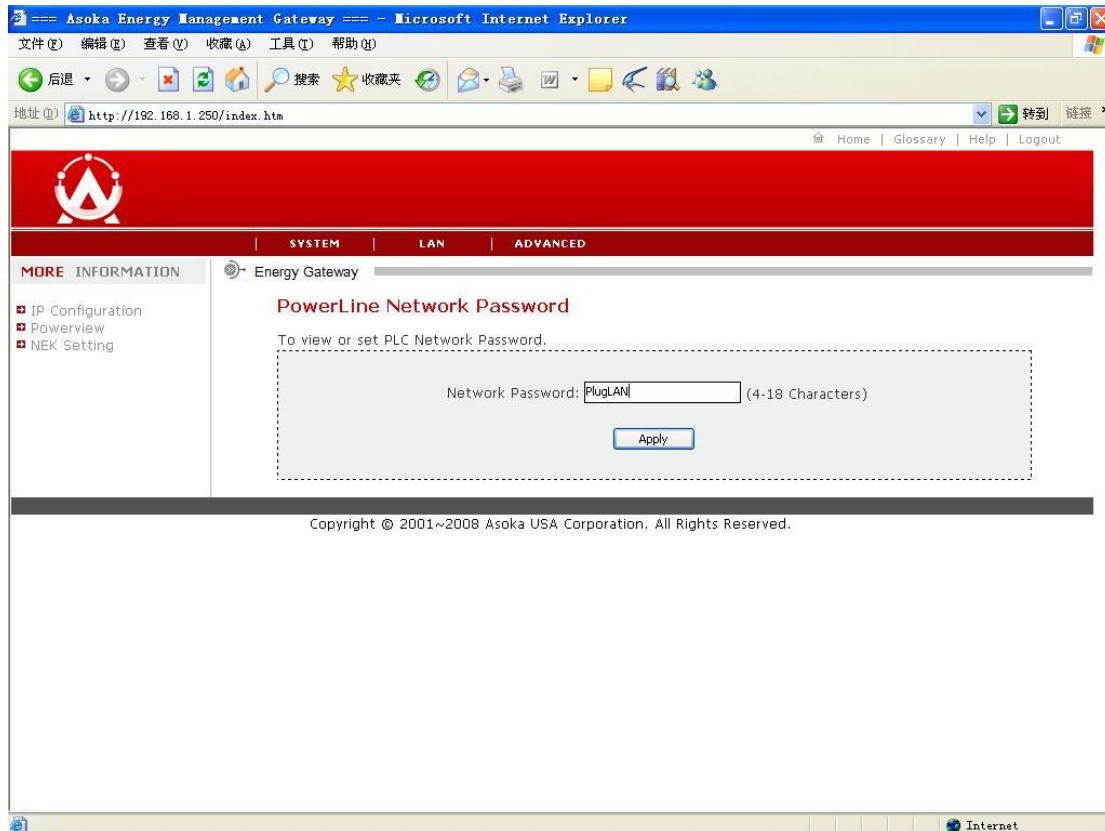 === Asoka Energy Management Gateway === - Microsoft Internet Explorer
文件(F) 编辑(E) 查看(V) 收藏(A) 工具(T) 帮助(H)
后退 搜索 收藏夹
地址(D) http://192.168.1.250/index.htm 转到 链接
Home | Glossary | Help | Logout
| SYSTEM | LAN | ADVANCED
MORE INFORMATION
IP Configuration
Powerview
NEK Setting
Energy Gateway
PowerLine Network Password
To view or set PLC Network Password.
Network Password: PlugLAN (4-18 Characters)
Apply
Copyright © 2001~2008 Asoka USA Corporation. All Rights Reserved.
Internet